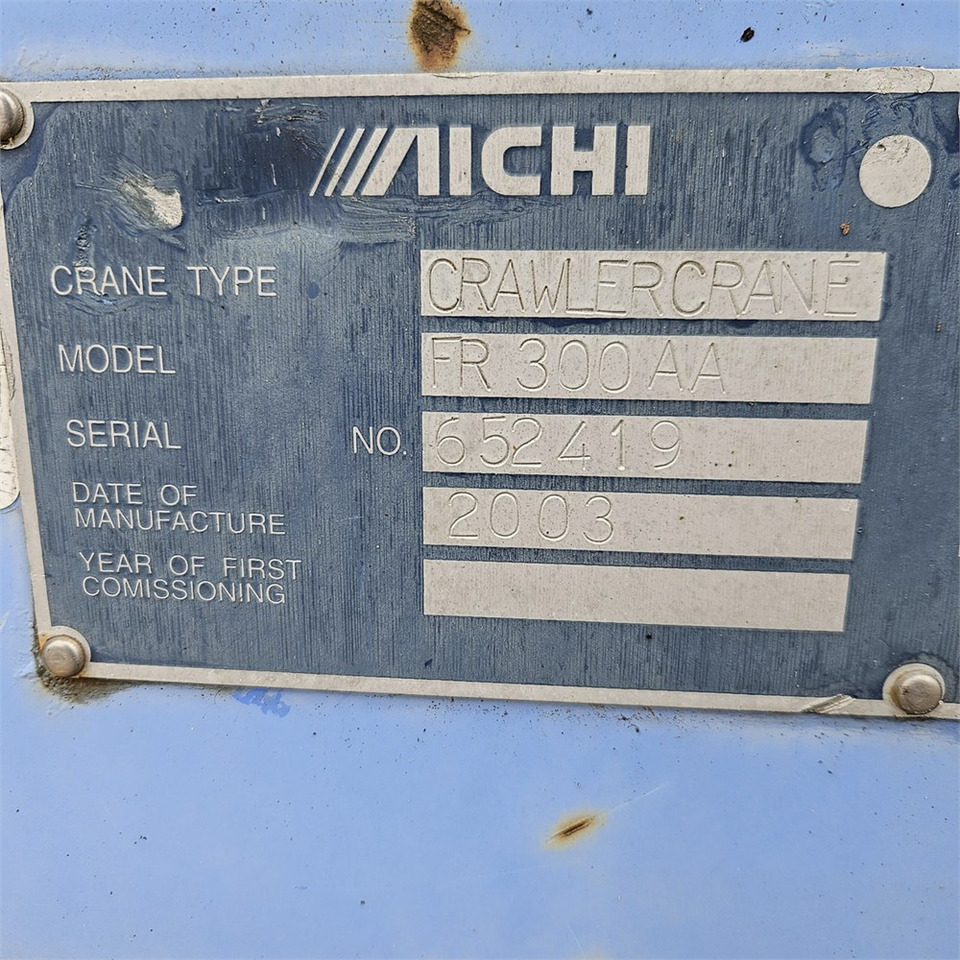 AICHI
CRANE TYPE CRAWLERCRANE
MODEL FR 300 AA
SERIAL NO. 652419
DATE OF
MANUFACTURE 2003
YEAR OF FIRST
COMISSIONING